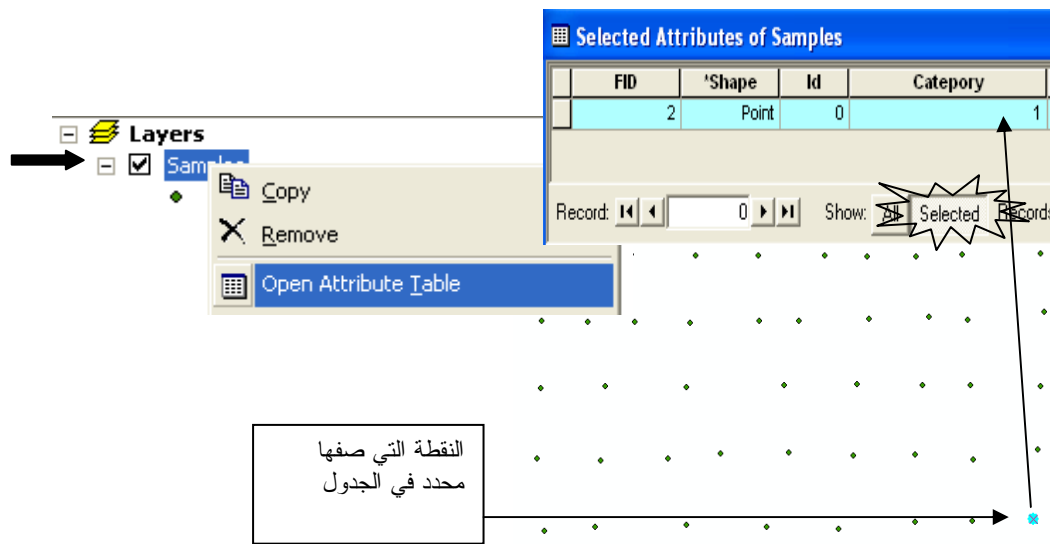 Selected Attributes of Samples
FID *Shape Id Catepory
2 Point 0 1
Record: 0 Show: All Selected Records
Layers
Samples
Copy
Remove
Open Attribute Table
النقطة التي صفها
محدد في الجدول